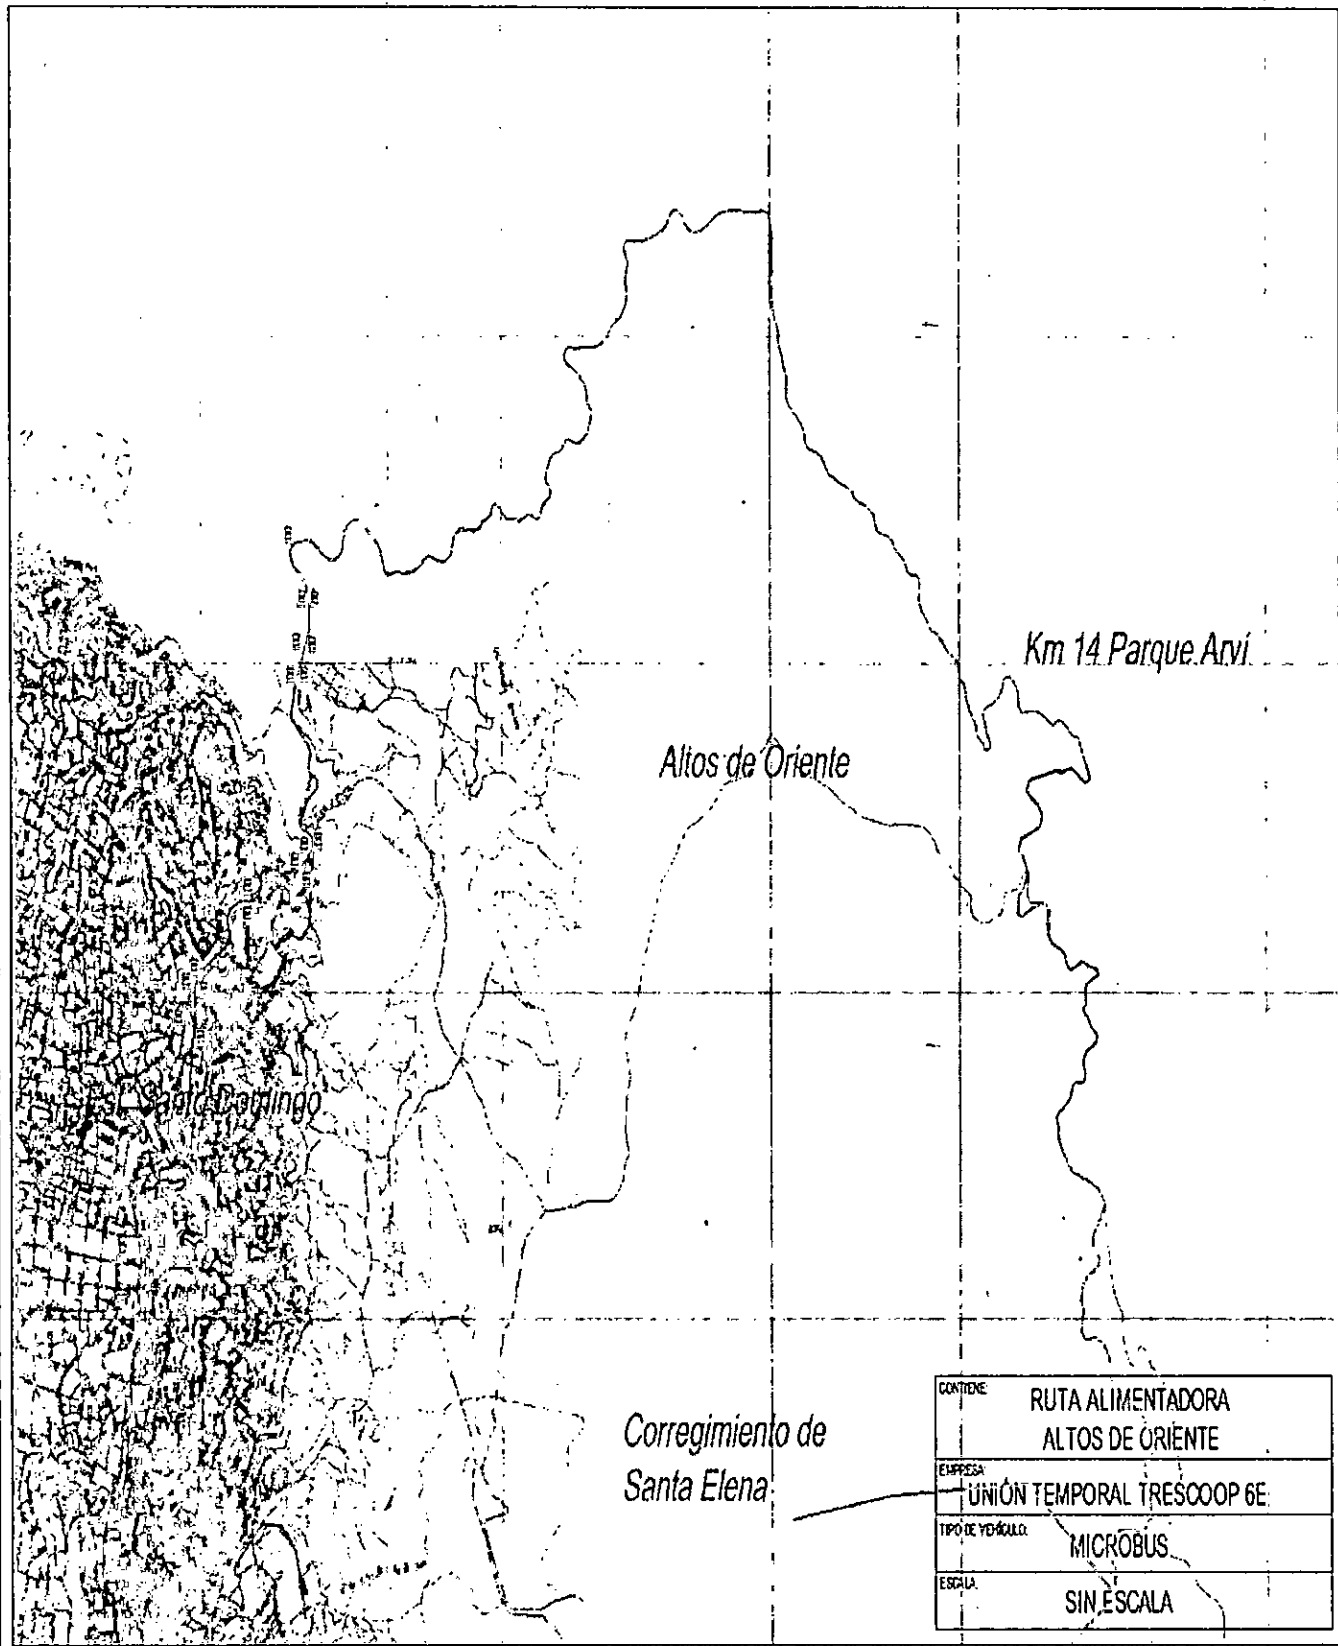 Km 14 Parque Arví
Altos de Oriente
Santo Domingo
Corregimiento de
Santa Elena
CONTIENE:
RUTA ALIMENTADORA
ALTOS DE ORIENTE
EMPRESA:
UNIÓN TEMPORAL TRESCOOP 6E
TIPO DE VEHÍCULO:
MICROBUS
ESCALA:
SIN ESCALA